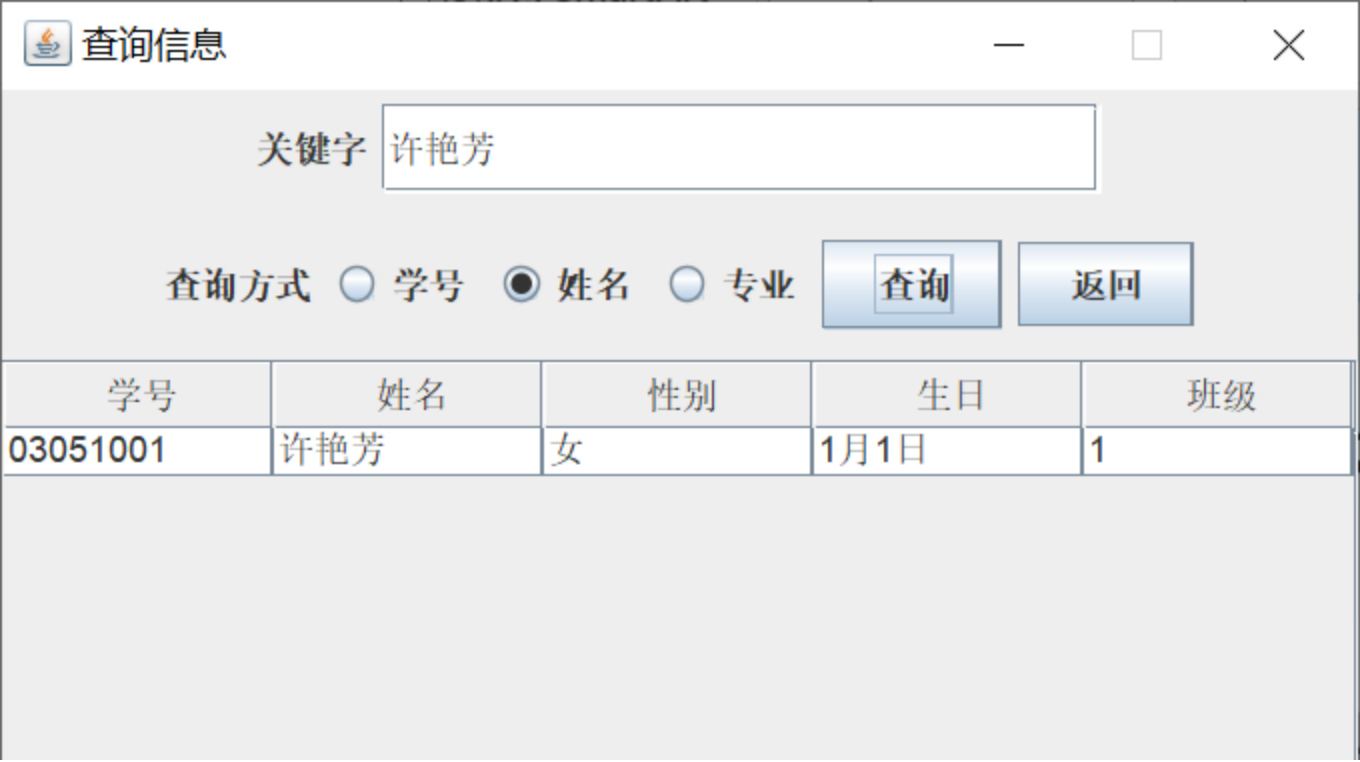 查询信息
关键字 许艳芳
查询方式 学号 姓名 专业 查询 返回
学号 姓名 性别 生日 班级
03051001 许艳芳 女 1月1日 1